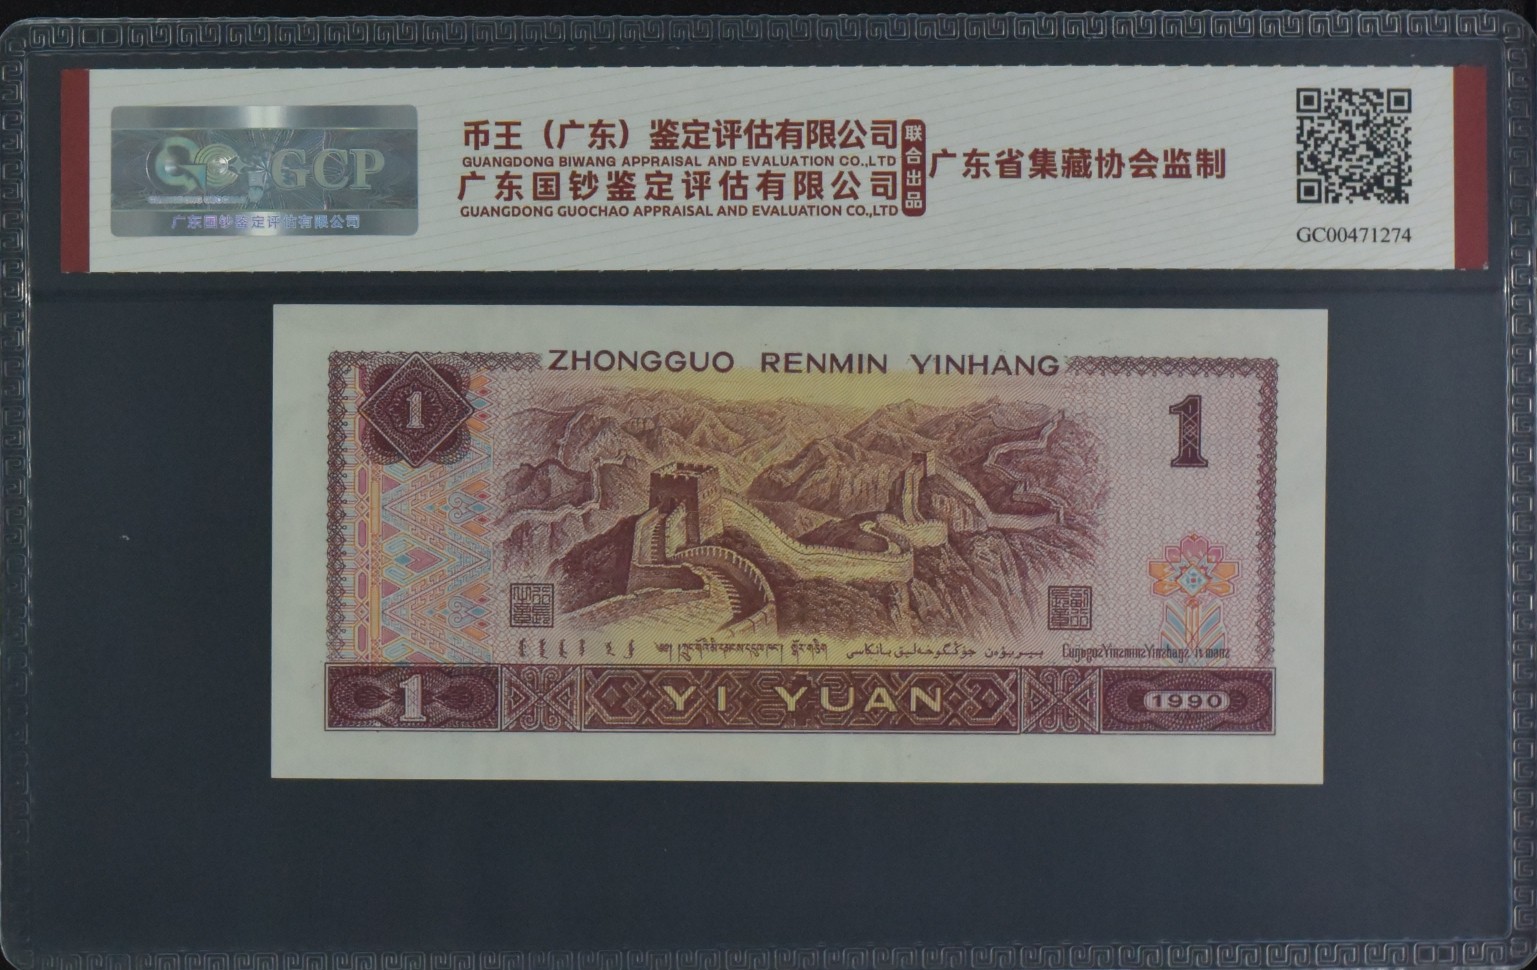 GCP
广东国钞鉴定评估有限公司
币王（广东）鉴定评估有限公司
GUANGDONG BIWANG APPRAISAL AND EVALUATION CO.,LTD
广东国钞鉴定评估有限公司
GUANGDONG GUOCHAO APPRAISAL AND EVALUATION CO.,LTD
联合出品
广东省集藏协会监制
GC00471274
ZHONGGUO RENMIN YINHANG
1
1
1
YI YUAN
1990